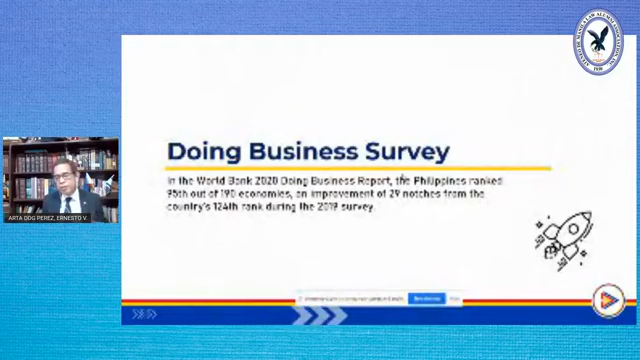 Doing Business Survey
In the World Bank 2020 Doing Business Report, the Philippines ranked
95th out of 190 economies, an improvement of 29 notches from the
country's 124th rank during the 2019 survey.
ARTA DDG PEREZ, ERNESTO V.